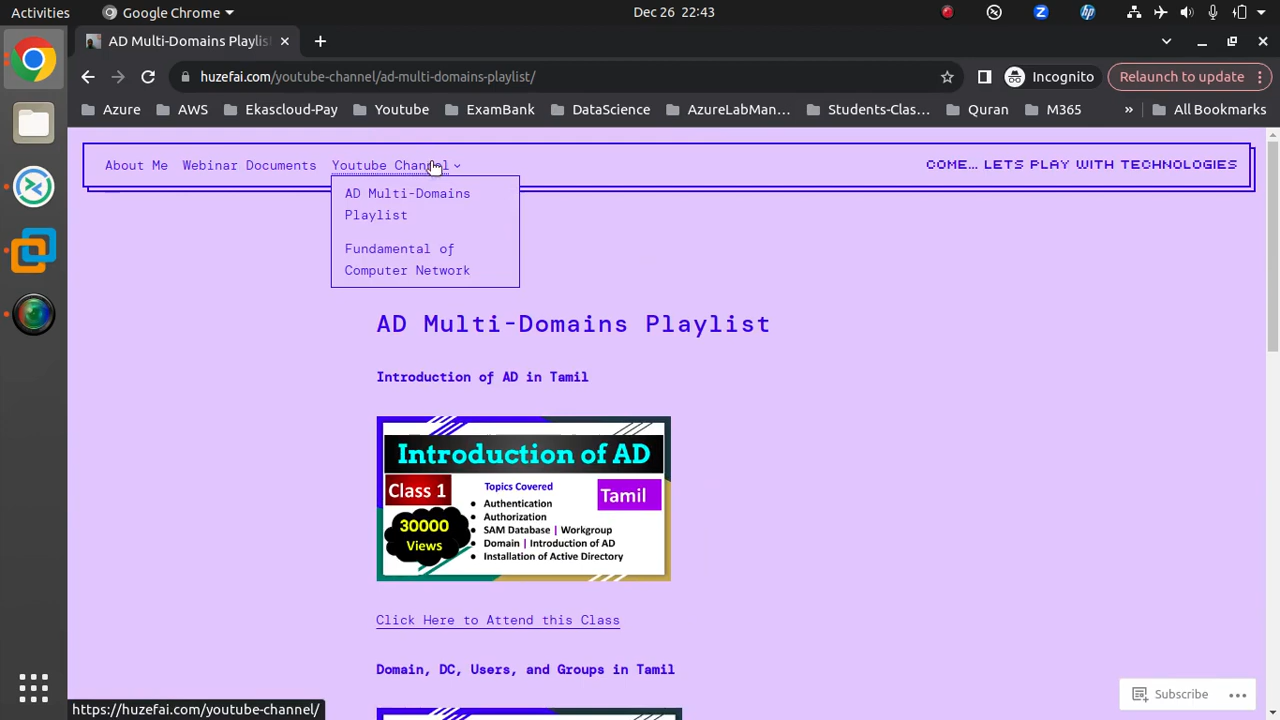 Activities
Google Chrome
Dec 26 22:43
AD Multi-Domains Playlist
huzefai.com/youtube-channel/ad-multi-domains-playlist/
Incognito
Relaunch to update
Azure
AWS
Ekascloud-Pay
Youtube
ExamBank
DataScience
AzureLabMan...
Students-Clas...
Quran
M365
»
All Bookmarks
About Me
Webinar Documents
Youtube Channel
COME... LETS PLAY WITH TECHNOLOGIES
AD Multi-Domains
Playlist
Fundamental of
Computer Network
AD Multi-Domains Playlist
Introduction of AD in Tamil
Introduction of AD
Class 1
Topics Covered
Tamil
30000
Views
• Authentication
• Authorization
• SAM Database | Workgroup
• Domain | Introduction of AD
• Installation of Active Directory
Click Here to Attend this Class
Domain, DC, Users, and Groups in Tamil
Subscribe
https://huzefai.com/youtube-channel/